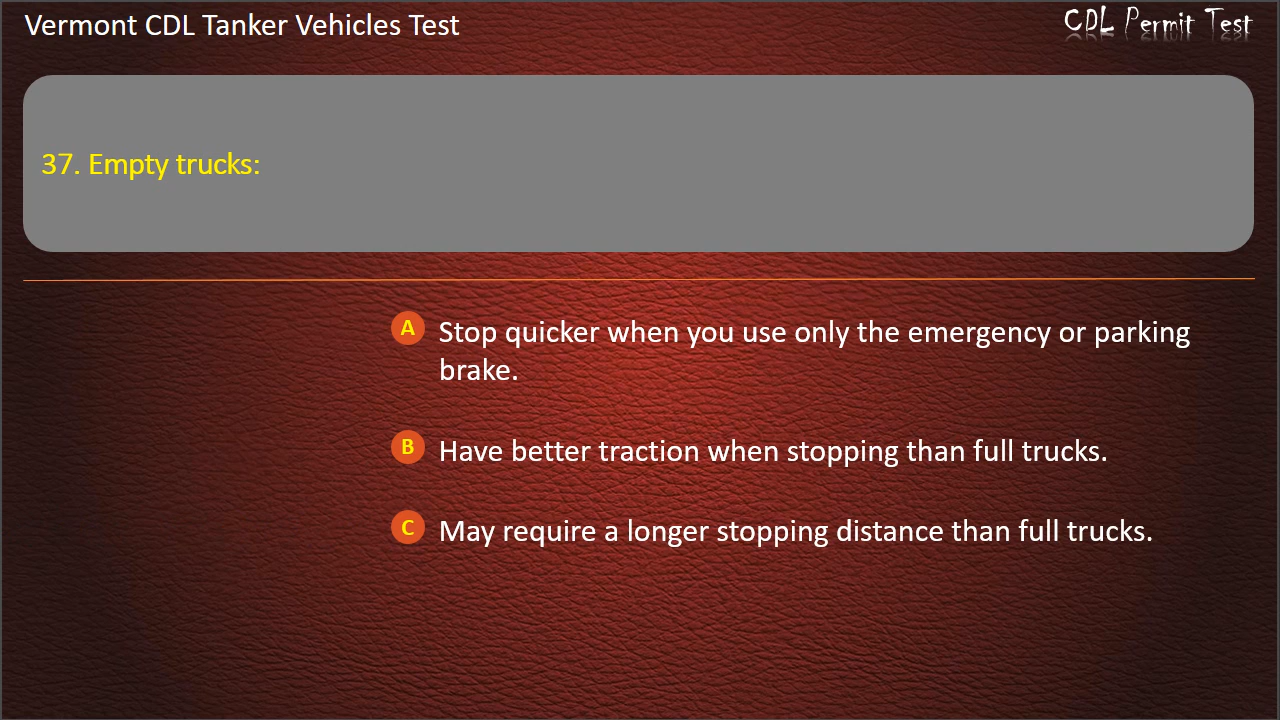 Vermont CDL Tanker Vehicles Test
CDL Permit Test
37. Empty trucks:
A Stop quicker when you use only the emergency or parking
brake.
B Have better traction when stopping than full trucks.
C May require a longer stopping distance than full trucks.